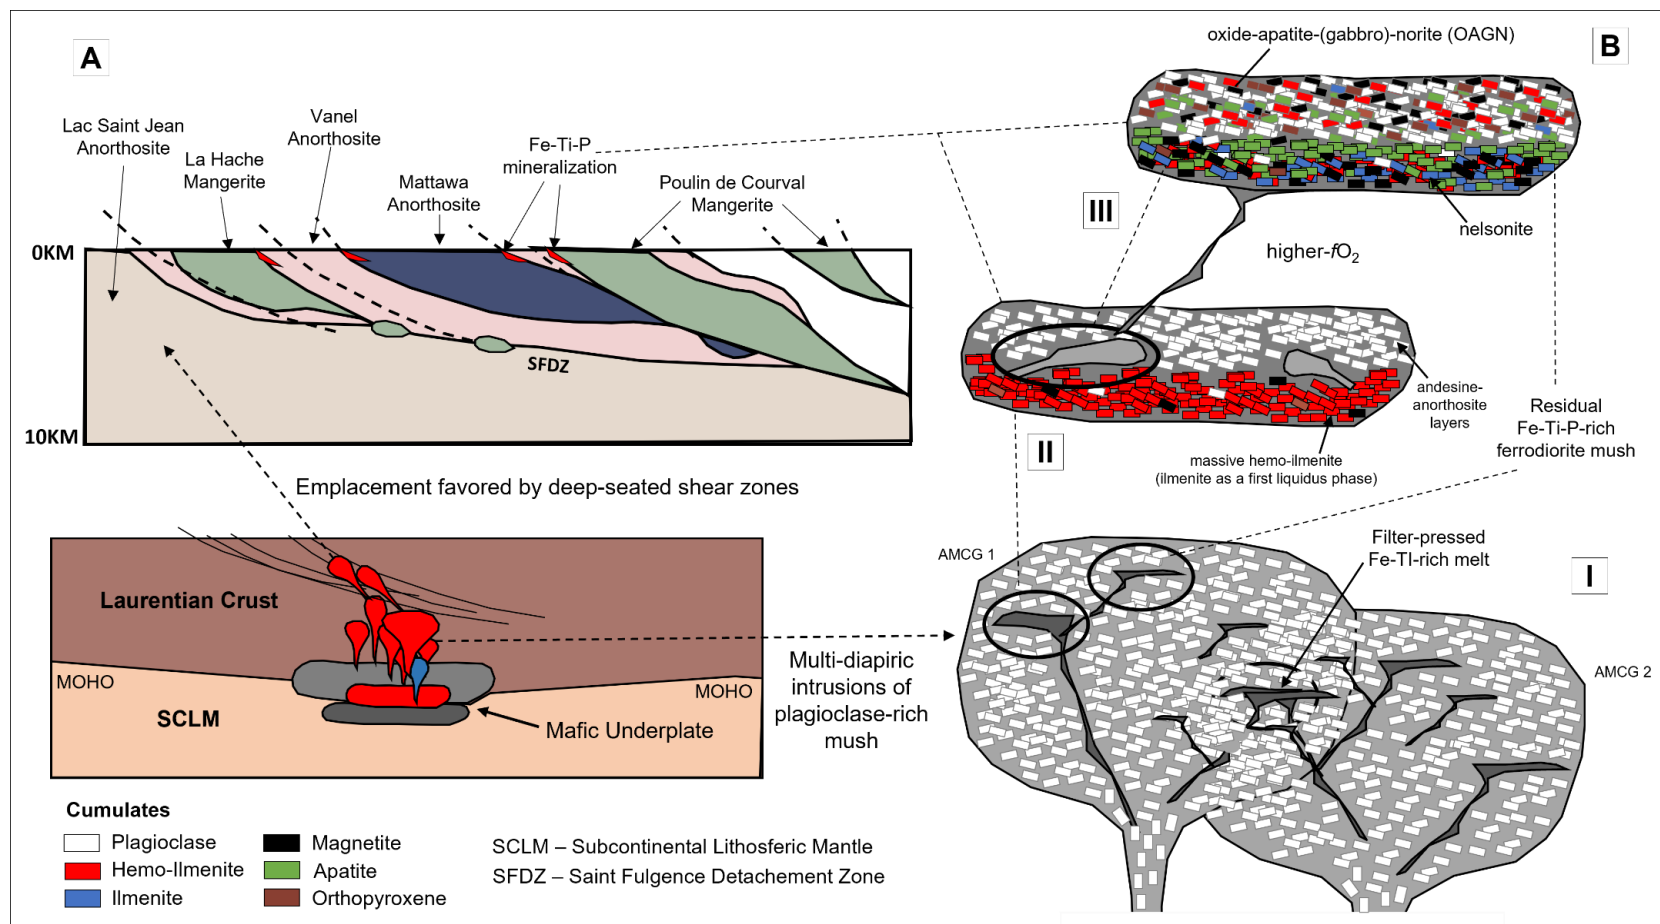 A
Lac Saint Jean
Anorthosite
La Hache
Mangerite
Vanel
Anorthosite
Mattawa
Anorthosite
Fe-Ti-P
mineralization
Poulin de Courval
Mangerite
0KM
SFDZ
10KM
Emplacement favored by deep-seated shear zones
Laurentian Crust
MOHO
MOHO
SCLM
Mafic Underplate
Multi-diapiric
intrusions of
plagioclase-rich
mush
Cumulates
Plagioclase
Hemo-Ilmenite
Ilmenite
Magnetite
Apatite
Orthopyroxene
SCLM – Subcontinental Lithosferic Mantle
SFDZ – Saint Fulgence Detachement Zone
B
oxide-apatite-(gabbro)-norite (OAGN)
III
nelsonite
higher-fO2
andesine-
anorthosite
layers
II
massive hemo-ilmenite
(ilmenite as a first liquidus phase)
Residual
Fe-Ti-P-rich
ferrodiorite mush
AMCG 1
Filter-pressed
Fe-TI-rich melt
I
AMCG 2